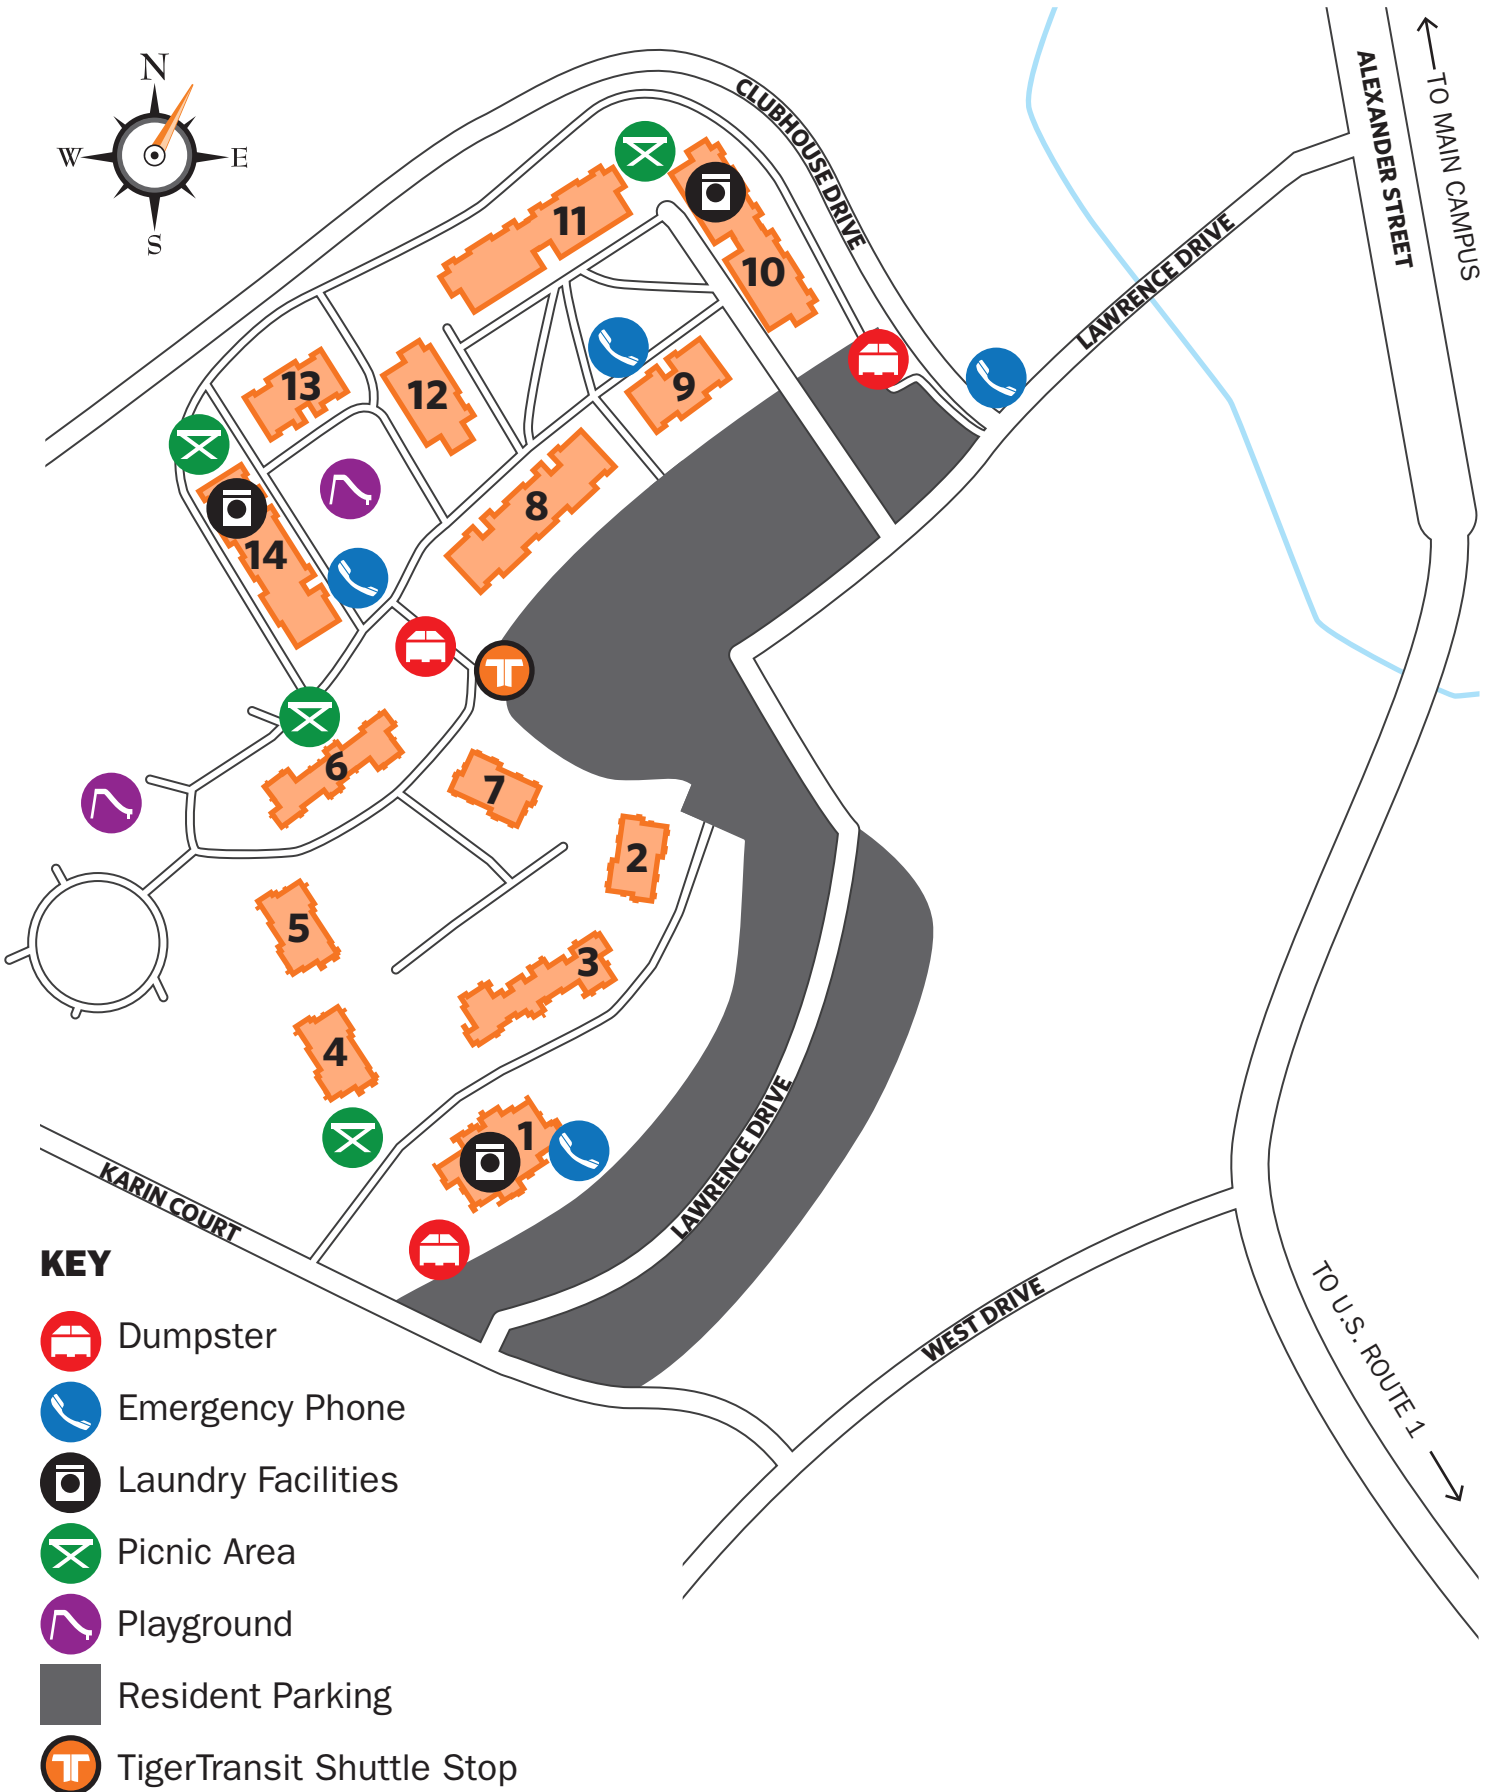 N
W
E
S
CLUBHOUSE DRIVE
ALEXANDER STREET
TO MAIN CAMPUS
LAWRENCE DRIVE
11
10
13
12
9
8
14
6
7
2
5
3
4
1
LAWRENCE DRIVE
KARIN COURT
WEST DRIVE
TO U.S. ROUTE 1
KEY
Dumpster
Emergency Phone
Laundry Facilities
Picnic Area
Playground
Resident Parking
TigerTransit Shuttle Stop